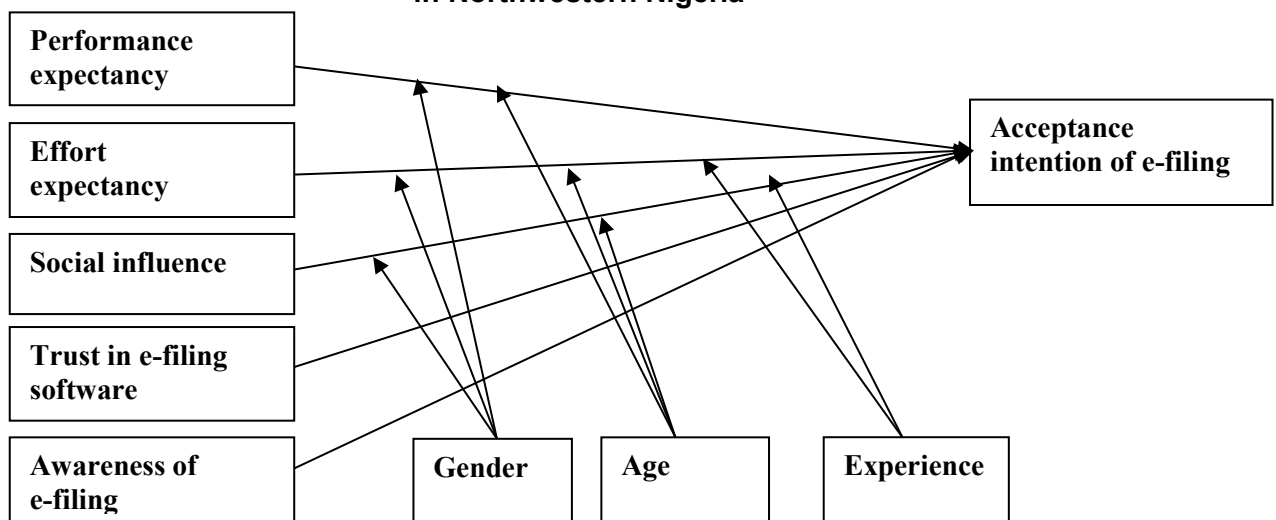 in Northwestern Nigeria
Performance
expectancy
Effort
expectancy
Social influence
Trust in e-filing
software
Awareness of
e-filing
Acceptance
intention of e-filing
Gender
Age
Experience